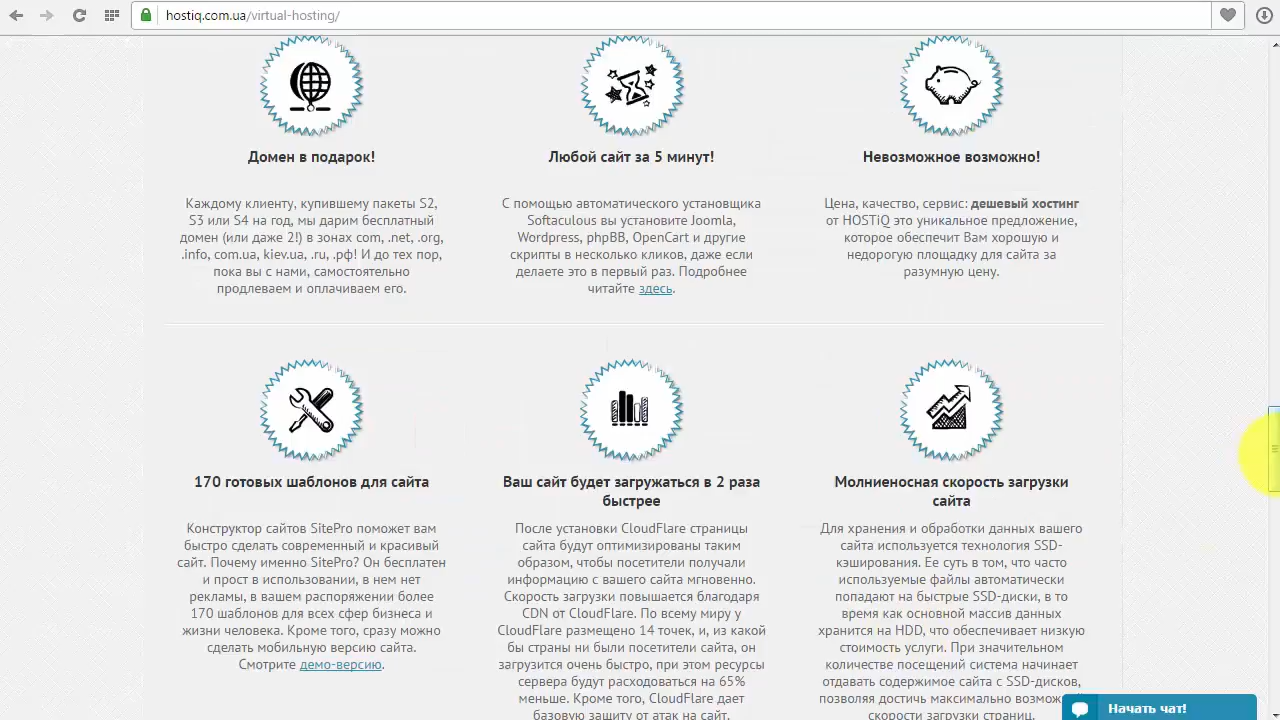 hostiq.com.ua/virtual-hosting/
Домен в подарок!
Каждому клиенту, купившему пакеты S2,
S3 или S4 на год, мы дарим бесплатный
домен (или даже 2!) в зонах com, .net, .org,
.info, com.ua, kiev.ua, .ru, .рф! И до тех пор,
пока вы с нами, самостоятельно
продлеваем и оплачиваем его.
Любой сайт за 5 минут!
С помощью автоматического установщика
Softaculous вы установите Joomla,
Wordpress, phpBB, OpenCart и другие
скрипты в несколько кликов, даже если
делаете это в первый раз. Подробнее
читайте здесь.
Невозможное возможно!
Цена, качество, сервис: дешевый хостинг
от HOSTiQ это уникальное предложение,
которое обеспечит Вам хорошую и
недорогую площадку для сайта за
разумную цену.
170 готовых шаблонов для сайта
Конструктор сайтов SitePro поможет вам
быстро сделать современный и красивый
сайт. Почему именно SitePro? Он бесплатен
и прост в использовании, в нем нет
рекламы, в вашем распоряжении более
170 шаблонов для всех сфер бизнеса и
жизни человека. Кроме того, сразу можно
сделать мобильную версию сайта.
Смотрите демо-версию.
Ваш сайт будет загружаться в 2 раза
быстрее
После установки CloudFlare страницы
сайта будут оптимизированы таким
образом, чтобы посетители получали
информацию с вашего сайта мгновенно.
Скорость загрузки повышается благодаря
CDN от CloudFlare. По всему миру у
CloudFlare размещено 14 точек, и, из какой
бы страны ни были посетители сайта, он
загрузится очень быстро, при этом ресурсы
сервера будут расходоваться на 65%
меньше. Кроме того, CloudFlare дает
базовую защиту от атак на сайт.
Молниеносная скорость загрузки
сайта
Для хранения и обработки данных вашего
сайта используется технология SSD-
кэширования. Ее суть в том, что часто
используемые файлы автоматически
попадают на быстрые SSD-диски, в то
время как основной массив данных
хранится на HDD, что обеспечивает низкую
стоимость услуги. При значительном
количестве посещений система начинает
отдавать содержимое сайта с SSD-дисков,
позволяя достичь максимально
скорости загрузки страниц.
Начать чат!